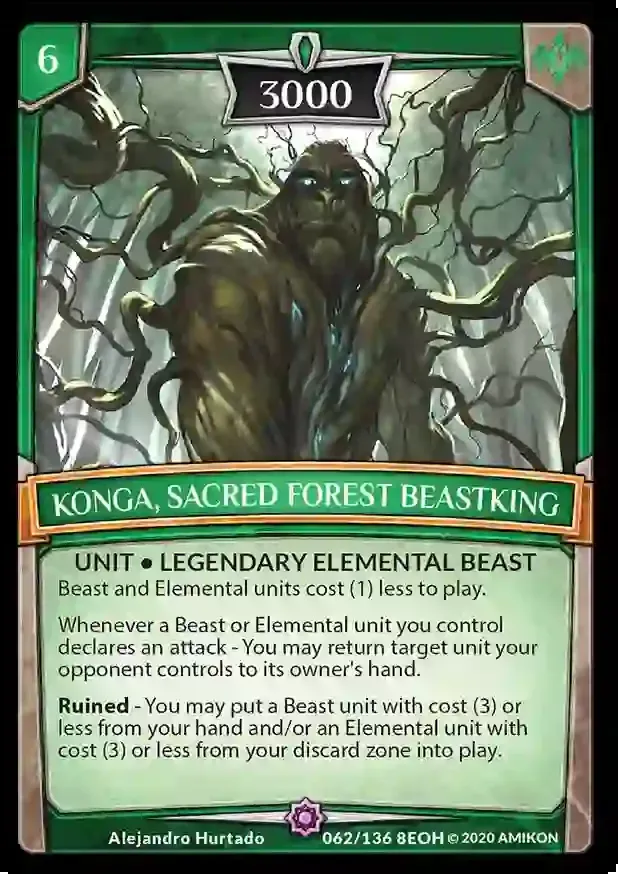 6
3000
KONGA, SACRED FOREST BEASTKING
UNIT • LEGENDARY ELEMENTAL BEAST
Beast and Elemental units cost (1) less to play.
Whenever a Beast or Elemental unit you control
declares an attack - You may return target unit your
opponent controls to its owner's hand.
Ruined - You may put a Beast unit with cost (3) or
less from your hand and/or an Elemental unit with
cost (3) or less from your discard zone into play.
Alejandro Hurtado 062/136 8EOH © 2020 AMIKON